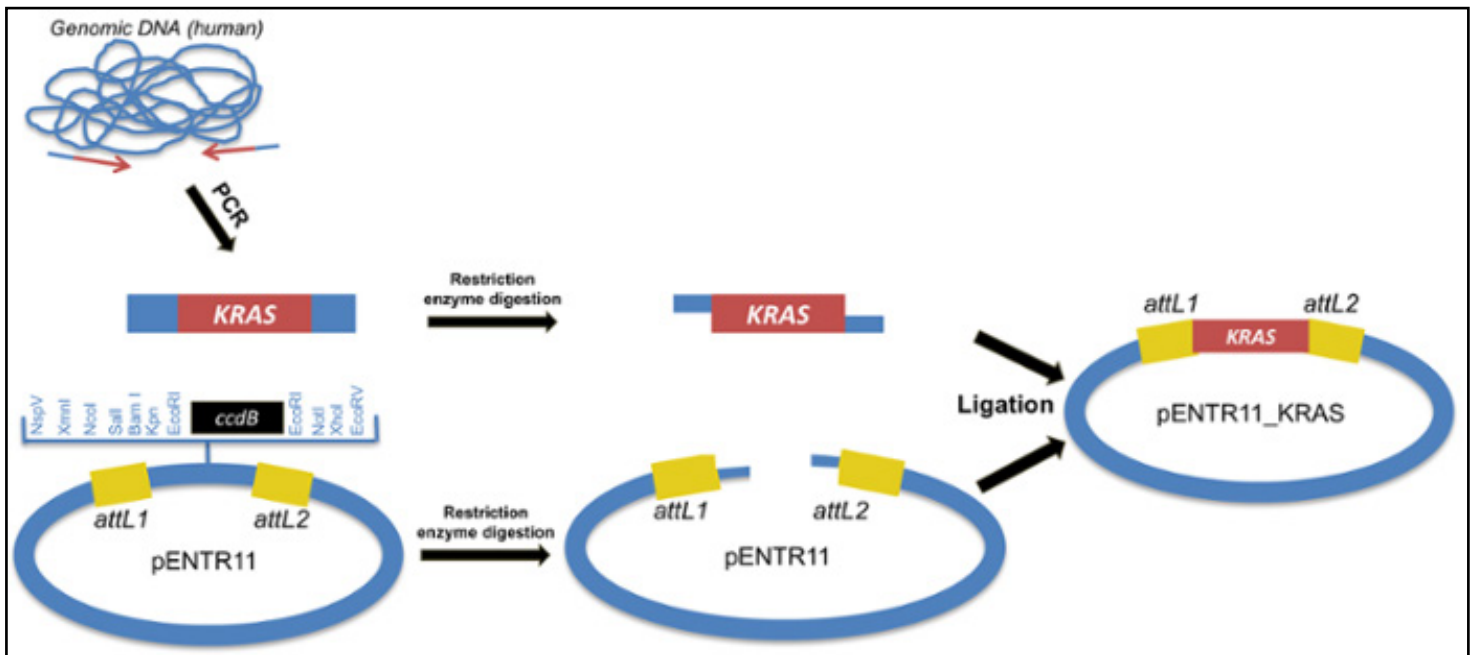 Genomic DNA (human)
PCR
KRAS
Restriction
enzyme digestion
KRAS
attL1
attL2
KRAS
pENTR11_KRAS
Ligation
NspV
XmnI
NcoI
SalI
Bam I
Kpn
EcoRI
ccdB
EcoRI
NotI
XhoI
EcoRV
attL1
attL2
pENTR11
Restriction
enzyme digestion
attL1
attL2
pENTR11